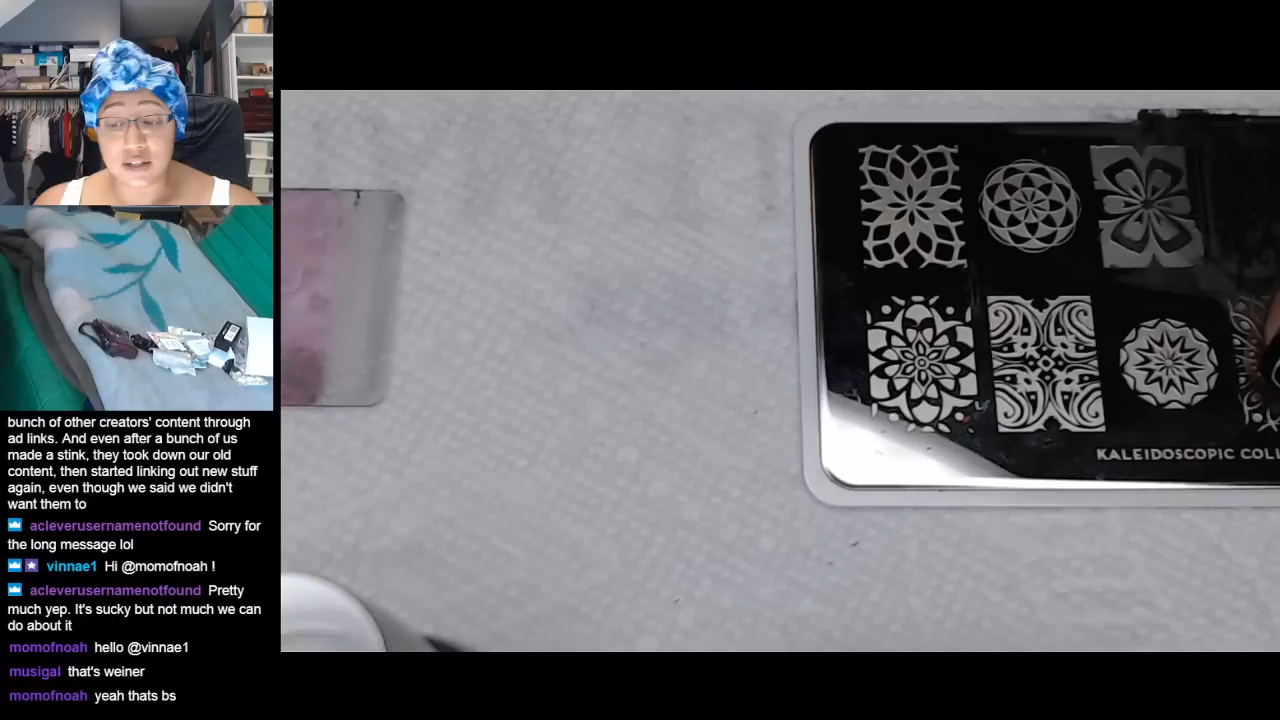 bunch of other creators' content through
ad links. And even after a bunch of us
made a stink, they took down our old
content, then started linking out new stuff
again, even though we said we didn't
want them to
acleverusernamenotfound Sorry for
the long message lol
vinnae1 Hi @momofnoah !
acleverusernamenotfound Pretty
much yep. It's sucky but not much we can
do about it
momofnoah hello @vinnae1
musigal that's weiner
momofnoah yeah thats bs
KALEIDOSCOPIC COLL